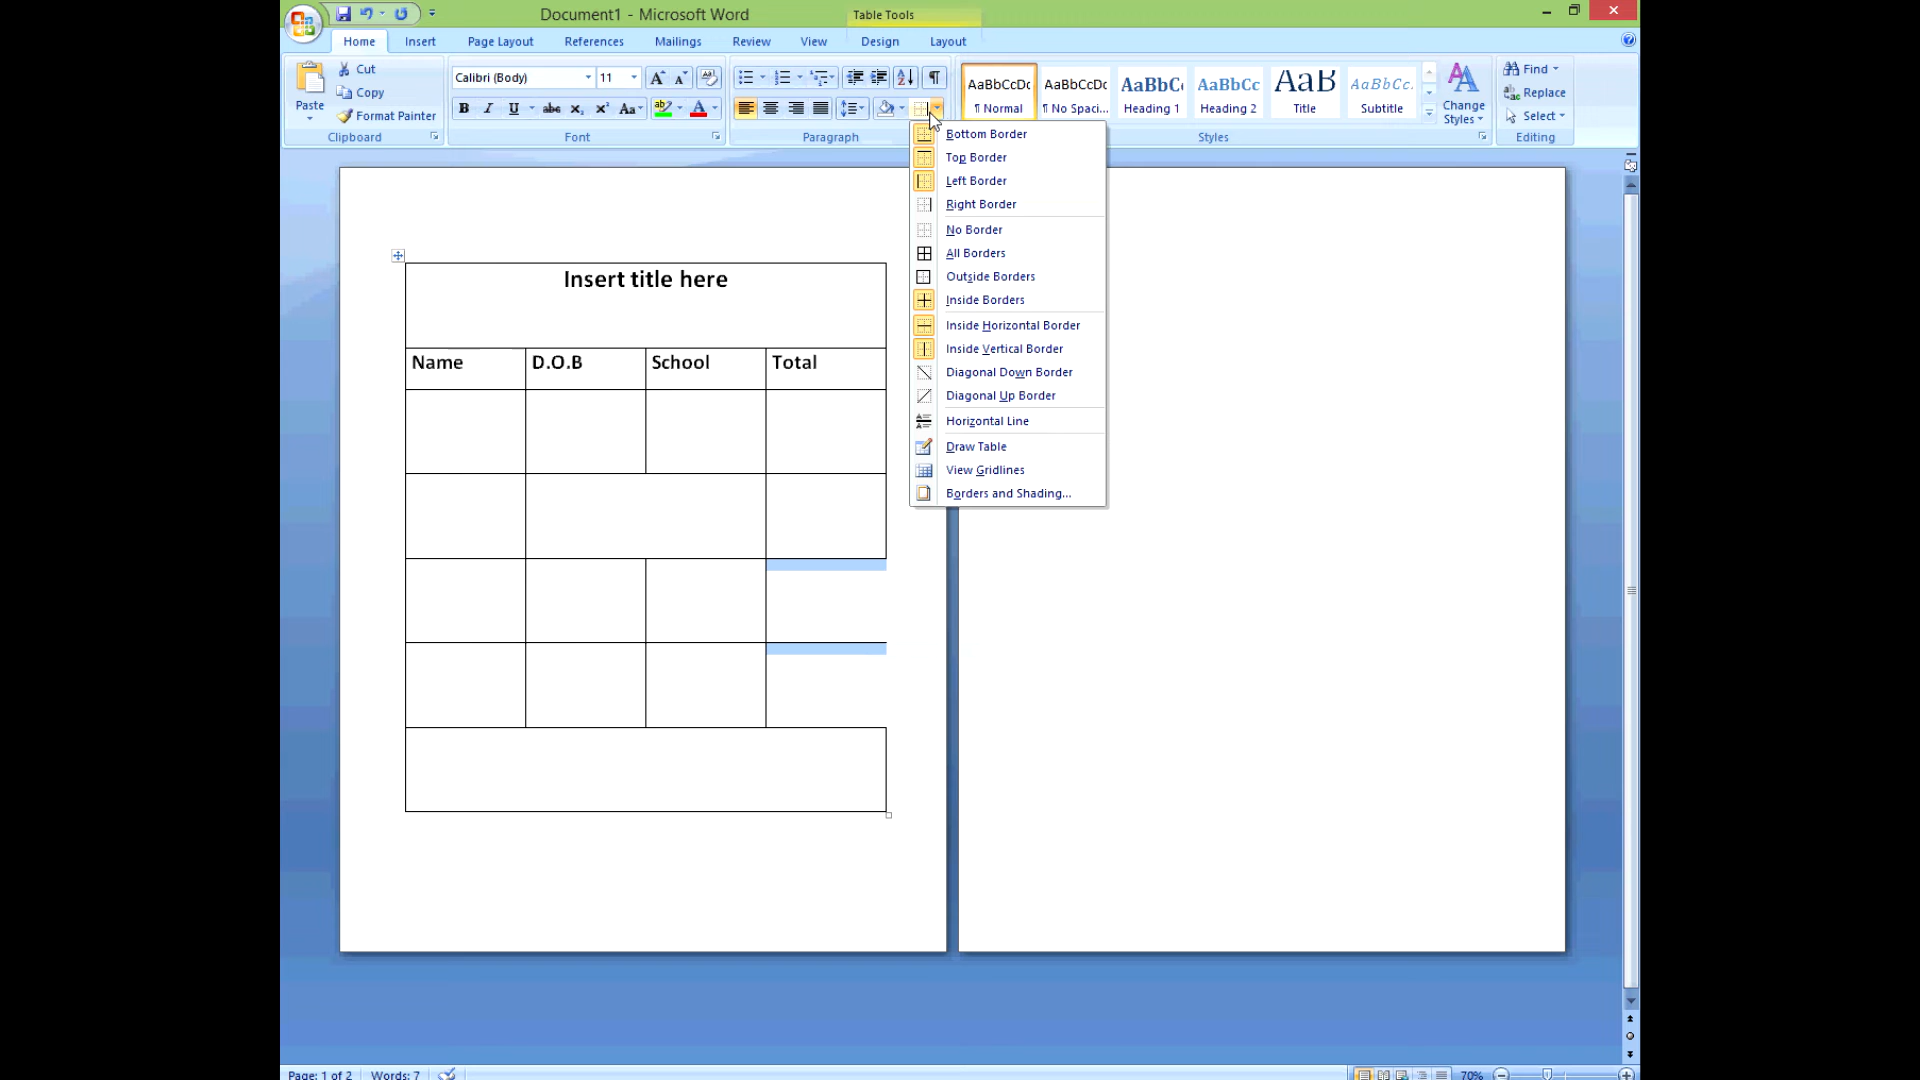 Document1 - Microsoft Word
Table Tools
Home Insert Page Layout References Mailings Review View Design Layout
Paste
Cut
Copy
Format Painter
Clipboard
Calibri (Body) 11
Font
Paragraph
AaBbCcDc AaBbCcDc AaBbC AaBbCc AaB AaBbCc.
¶ Normal ¶ No Spaci... Heading 1 Heading 2 Title Subtitle
Change
Styles
Styles
Find
Replace
Select
Editing
Bottom Border
Top Border
Left Border
Right Border
No Border
All Borders
Outside Borders
Inside Borders
Inside Horizontal Border
Inside Vertical Border
Diagonal Down Border
Diagonal Up Border
Horizontal Line
Draw Table
View Gridlines
Borders and Shading...
Insert title here
Name D.O.B School Total
Page: 1 of 2 Words: 7 70%